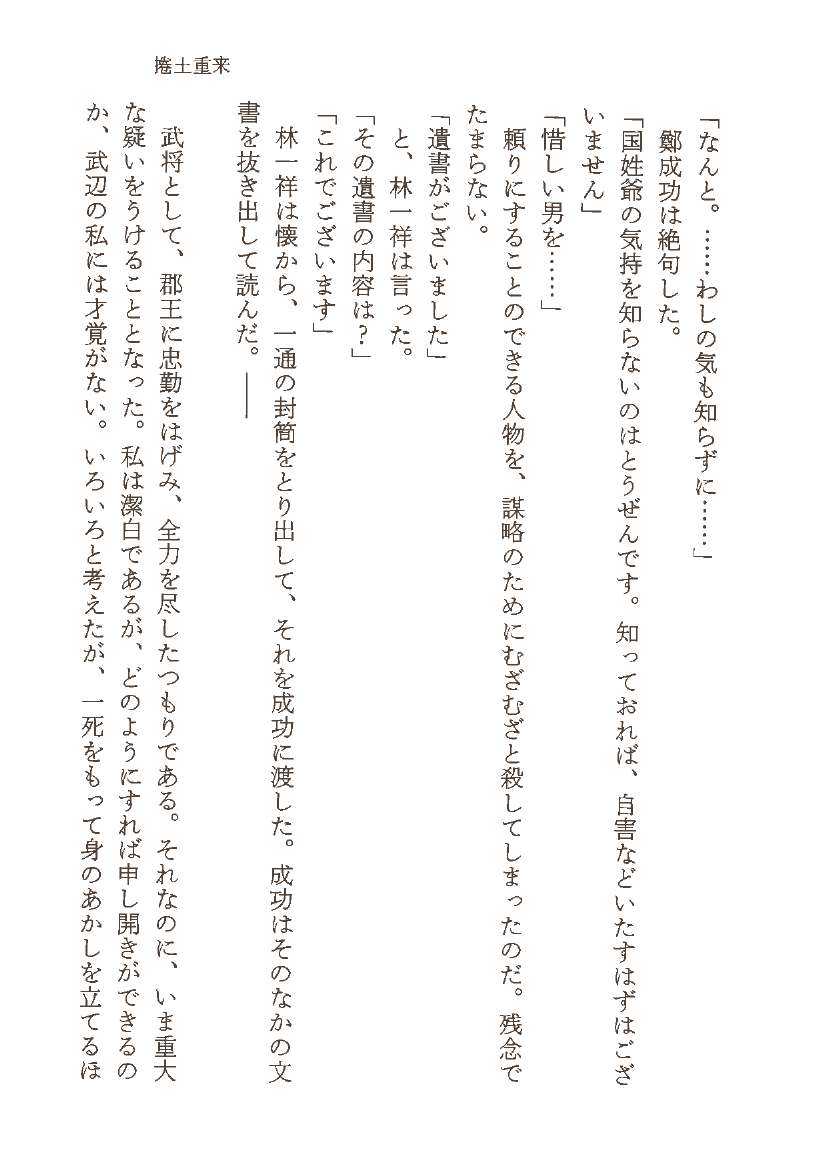 捲土重来
「なんと。……わしの気も知らずに……」
鄭成功は絶句した。
「国姓爺の気持を知らないのはとうぜんです。知っておれば、自害などいたすはずはござ
いません」
「惜しい男を……」
頼りにすることのできる人物を、謀略のためにむざむざと殺してしまったのだ。残念で
たまらない。
「遺書がございました」
と、林一祥は言った。
「その遺書の内容は？」
「これでございます」
林一祥は懐から、一通の封筒をとり出して、それを成功に渡した。成功はそのなかの文
書を抜き出して読んだ。――
武将として、郡王に忠勤をはげみ、全力を尽したつもりである。それなのに、いま重大
な疑いをうけることとなった。私は潔白であるが、どのようにすれば申し開きができるの
か、武辺の私には才覚がない。いろいろと考えたが、一死をもって身のあかしを立てるほ